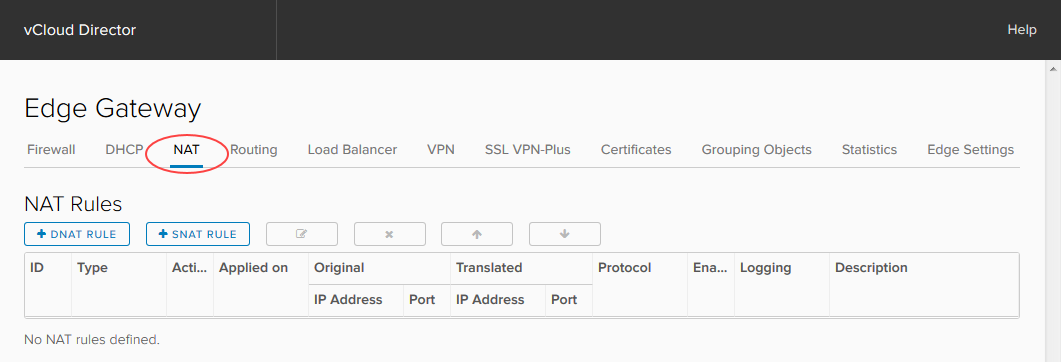 vCloud Director Help
Edge Gateway
Firewall DHCP NAT Routing Load Balancer VPN SSL VPN-Plus Certificates Grouping Objects Statistics Edge Settings
NAT Rules
+ DNAT RULE + SNAT RULE
ID Type Acti... Applied on Original Translated Protocol Ena... Logging Description
IP Address Port IP Address Port
No NAT rules defined.